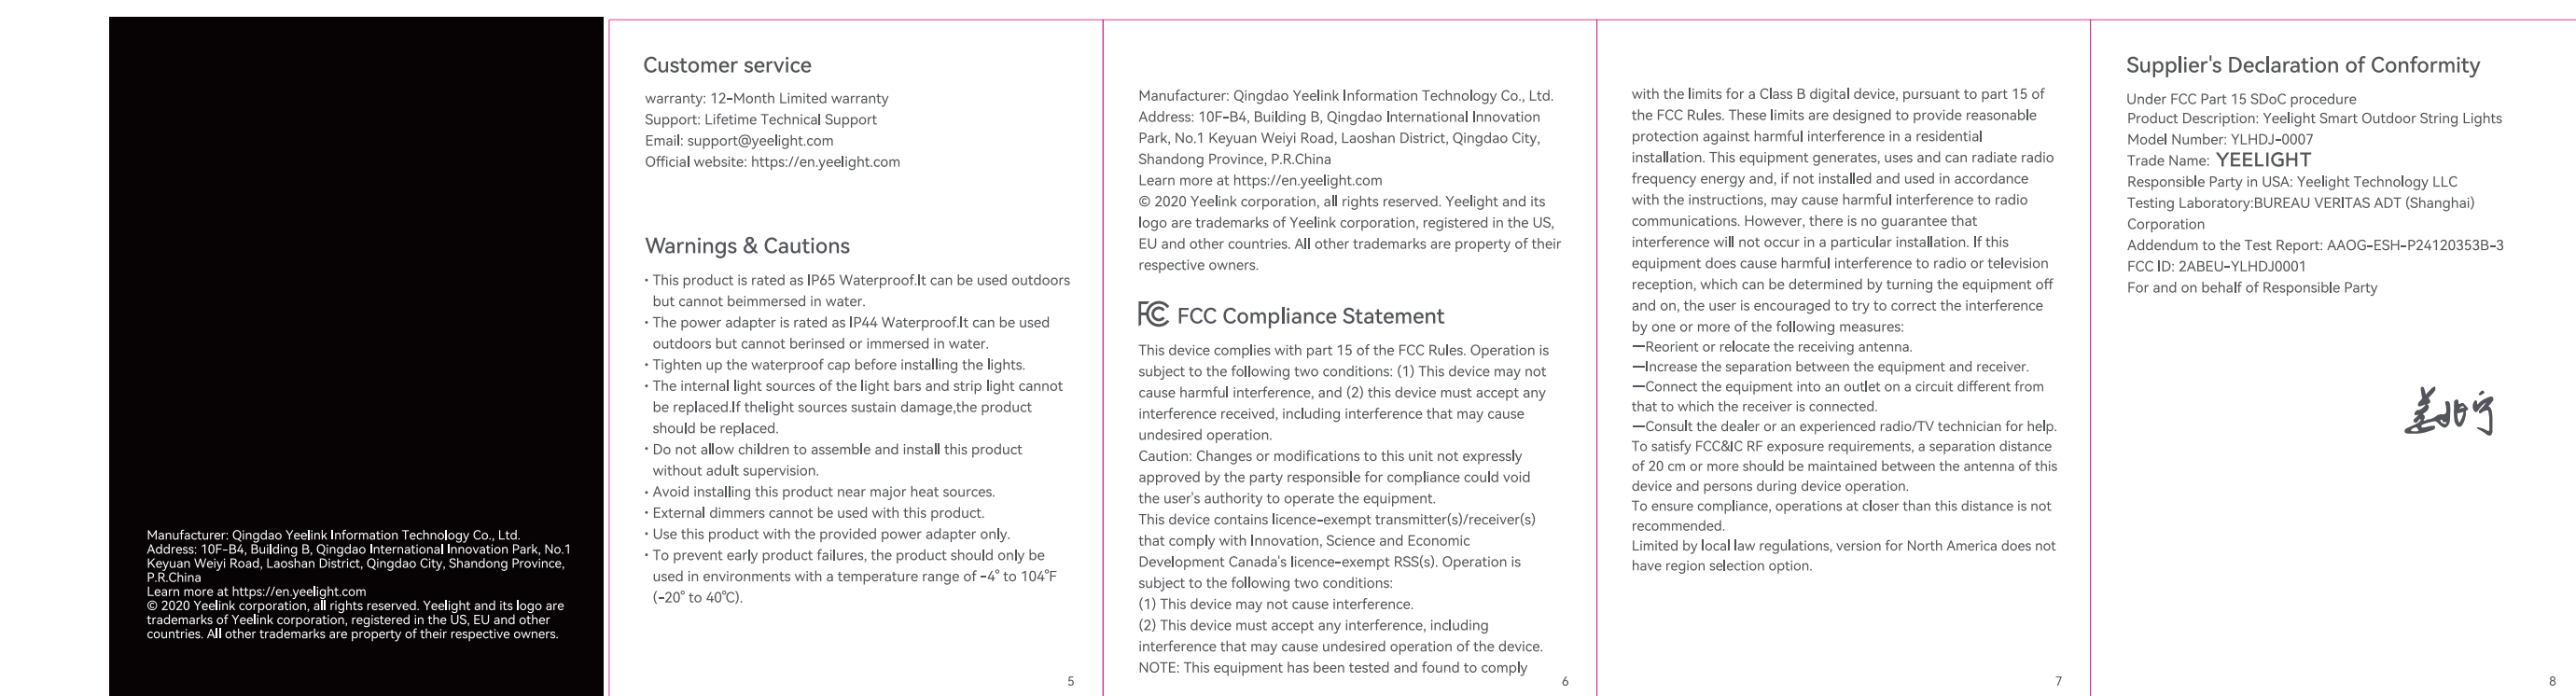 Manufacturer: Qingdao Yeelink Information Technology Co., Ltd.
Address: 10F-B4, Building B, Qingdao International Innovation Park, No.1
Keyuan Weiyi Road, Laoshan District, Qingdao City, Shandong Province,
P.R.China
Learn more at https://en.yeelight.com
© 2020 Yeelink corporation, all rights reserved. Yeelight and its logo are
trademarks of Yeelink corporation, registered in the US, EU and other
countries. All other trademarks are property of their respective owners.
Customer service
warranty: 12-Month Limited warranty
Support: Lifetime Technical Support
Email: support@yeelight.com
Official website: https://en.yeelight.com
Warnings & Cautions
· This product is rated as IP65 Waterproof.It can be used outdoors
but cannot beimmersed in water.
· The power adapter is rated as IP44 Waterproof.It can be used
outdoors but cannot berinsed or immersed in water.
· Tighten up the waterproof cap before installing the lights.
· The internal light sources of the light bars and strip light cannot
be replaced.If thelight sources sustain damage,the product
should be replaced.
· Do not allow children to assemble and install this product
without adult supervision.
· Avoid installing this product near major heat sources.
· External dimmers cannot be used with this product.
· Use this product with the provided power adapter only.
· To prevent early product failures, the product should only be
used in environments with a temperature range of -4° to 104°F
(-20° to 40°C).
5
Manufacturer: Qingdao Yeelink Information Technology Co., Ltd.
Address: 10F-B4, Building B, Qingdao International Innovation
Park, No.1 Keyuan Weiyi Road, Laoshan District, Qingdao City,
Shandong Province, P.R.China
Learn more at https://en.yeelight.com
© 2020 Yeelink corporation, all rights reserved. Yeelight and its
logo are trademarks of Yeelink corporation, registered in the US,
EU and other countries. All other trademarks are property of their
respective owners.
FC FCC Compliance Statement
This device complies with part 15 of the FCC Rules. Operation is
subject to the following two conditions: (1) This device may not
cause harmful interference, and (2) this device must accept any
interference received, including interference that may cause
undesired operation.
Caution: Changes or modifications to this unit not expressly
approved by the party responsible for compliance could void
the user's authority to operate the equipment.
This device contains licence-exempt transmitter(s)/receiver(s)
that comply with Innovation, Science and Economic
Development Canada's licence-exempt RSS(s). Operation is
subject to the following two conditions:
(1) This device may not cause interference.
(2) This device must accept any interference, including
interference that may cause undesired operation of the device.
NOTE: This equipment has been tested and found to comply
6
with the limits for a Class B digital device, pursuant to part 15 of
the FCC Rules. These limits are designed to provide reasonable
protection against harmful interference in a residential
installation. This equipment generates, uses and can radiate radio
frequency energy and, if not installed and used in accordance
with the instructions, may cause harmful interference to radio
communications. However, there is no guarantee that
interference will not occur in a particular installation. If this
equipment does cause harmful interference to radio or television
reception, which can be determined by turning the equipment off
and on, the user is encouraged to try to correct the interference
by one or more of the following measures:
—Reorient or relocate the receiving antenna.
—Increase the separation between the equipment and receiver.
—Connect the equipment into an outlet on a circuit different from
that to which the receiver is connected.
—Consult the dealer or an experienced radio/TV technician for help.
To satisfy FCC&IC RF exposure requirements, a separation distance
of 20 cm or more should be maintained between the antenna of this
device and persons during device operation.
To ensure compliance, operations at closer than this distance is not
recommended.
Limited by local law regulations, version for North America does not
have region selection option.
7
Supplier's Declaration of Conformity
Under FCC Part 15 SDoC procedure
Product Description: Yeelight Smart Outdoor String Lights
Model Number: YLHDJ-0007
Trade Name: YEELIGHT
Responsible Party in USA: Yeelight Technology LLC
Testing Laboratory:BUREAU VERITAS ADT (Shanghai)
Corporation
Addendum to the Test Report: AAOG-ESH-P24120353B-3
FCC ID: 2ABEU-YLHDJ0001
For and on behalf of Responsible Party
8